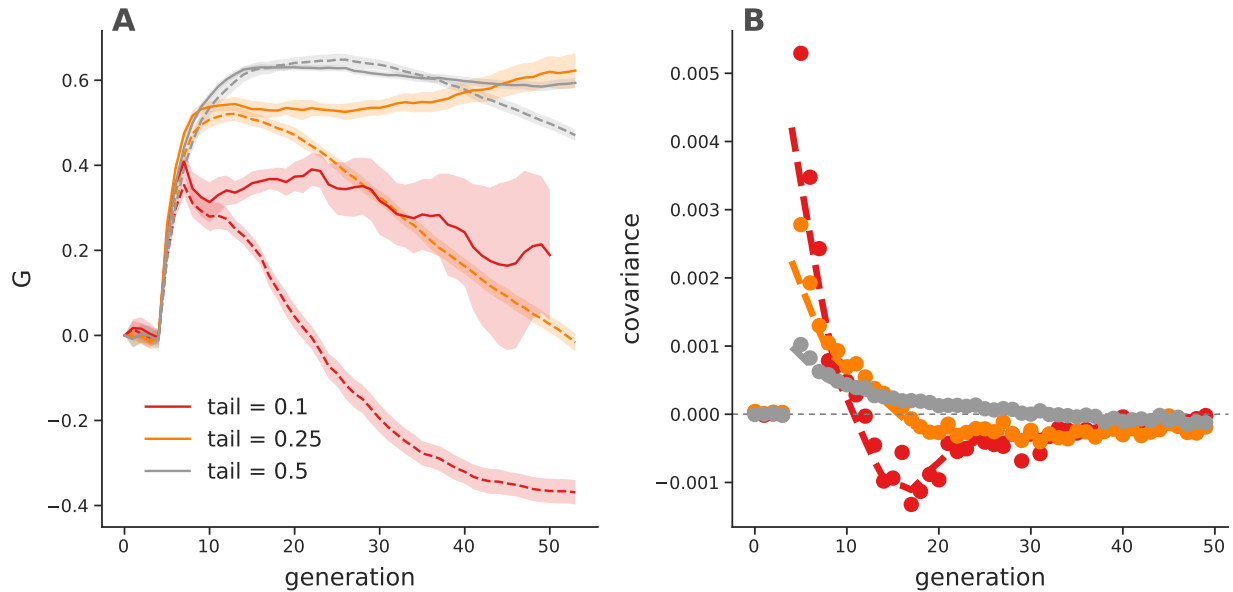 A
0.6
0.4
0.2
0.0
−0.2
−0.4
G
tail = 0.1
tail = 0.25
tail = 0.5
0 10 20 30 40 50
generation
B
0.005
0.004
0.003
0.002
0.001
0.000
−0.001
covariance
0 10 20 30 40 50
generation